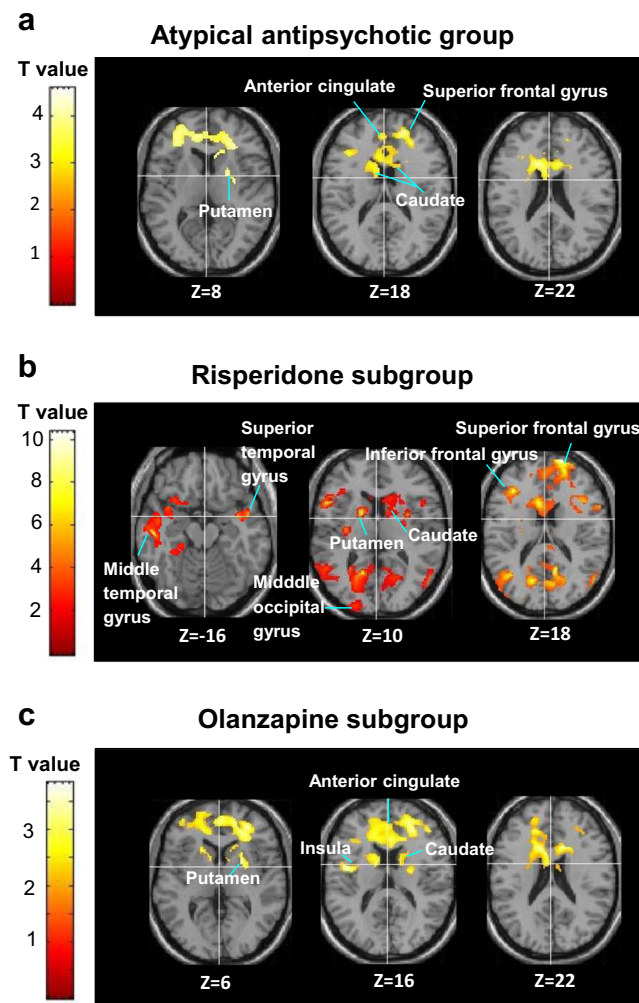 a
Atypical antipsychotic group
T value
4
3
2
1
Anterior cingulate
Superior frontal gyrus
Putamen
Caudate
Z=8
Z=18
Z=22
b
Risperidone subgroup
T value
10
8
6
4
2
Superior
temporal
gyrus
Superior frontal gyrus
Inferior frontal gyrus
Putamen
Caudate
Middle
temporal
gyrus
Midddle
occipital
gyrus
Z=-16
Z=10
Z=18
c
Olanzapine subgroup
T value
3
2
1
Anterior cingulate
Insula
Caudate
Putamen
Z=6
Z=16
Z=22